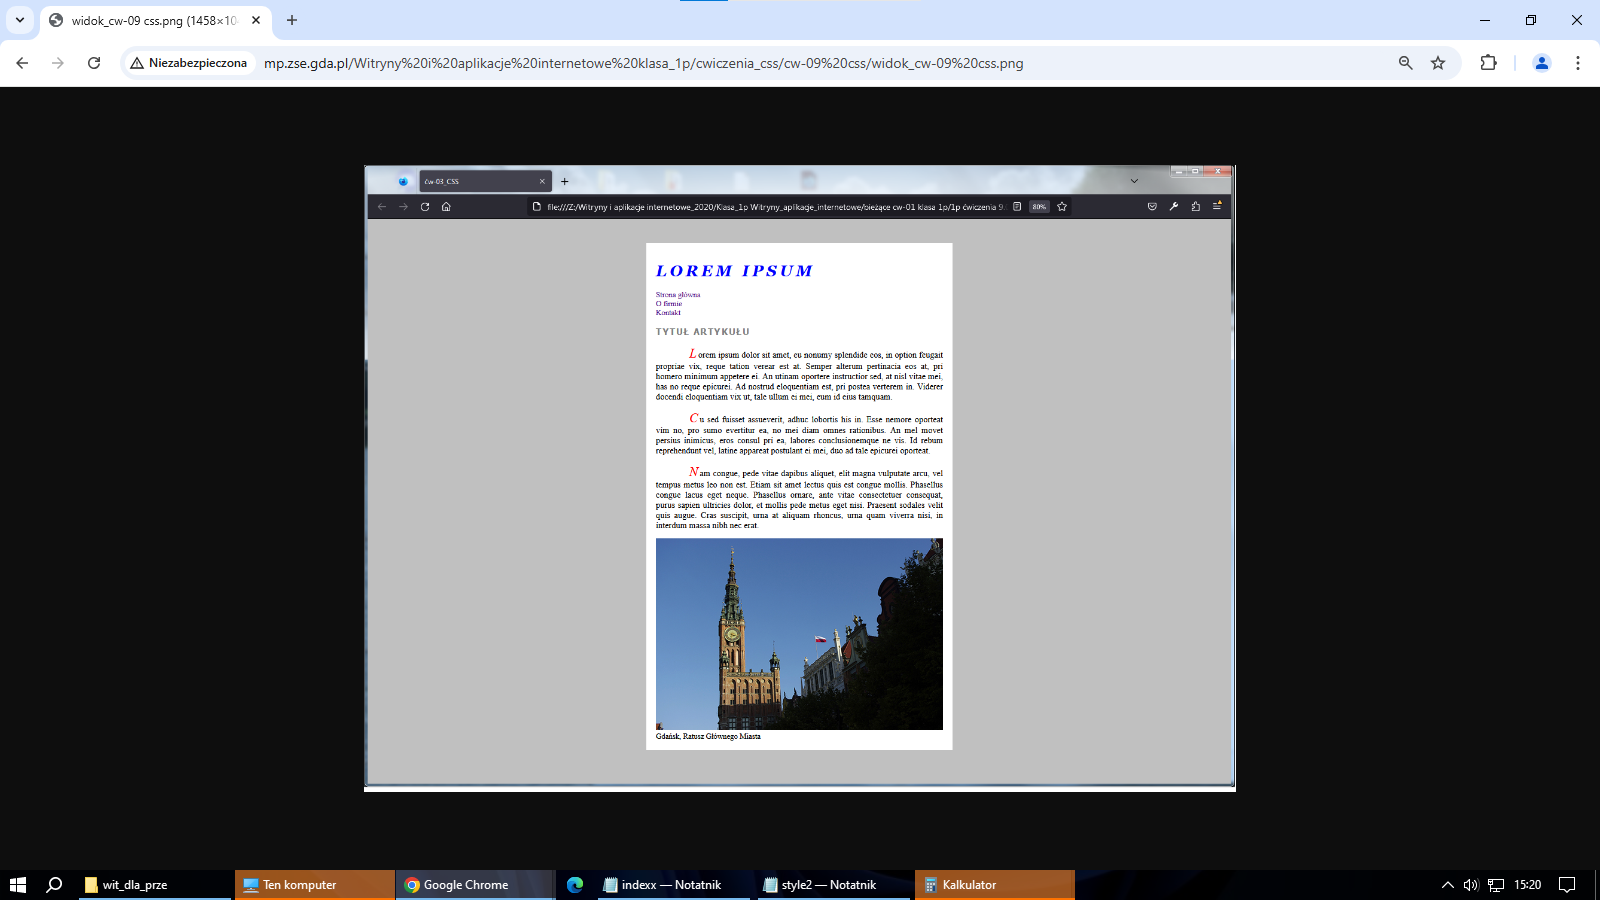 widok_cw-09 css.png (1458×10
Niezabezpieczona
mp.zse.gda.pl/Witryny%20i%20aplikacje%20internetowe%20klasa_1p/cwiczenia_css/cw-09%20css/widok_cw-09%20css.png
ćw-03_CSS
file:///Z:/Witryny i aplikacje internetowe_2020/Klasa_1p Witryny_aplikacje_internetowe/bieżące cw-01 klasa 1p/1p ćwiczenia 9.
80%
LOREM IPSUM
Strona główna
O firmie
Kontakt
TYTUŁ ARTYKUŁU
Lorem ipsum dolor sit amet, eu nonumy splendide eos, in option feugait
propriae vix, reque tation verear est at. Semper alterum pertinacia eos at, pri
homero minimum appetere ei. An utinam oportere instructior sed, at nisl vitae mei,
has no reque epicurei. Ad nostrud eloquentiam est, pri postea verterem in. Viderer
docendi eloquentiam vix ut, tale ullum ei mei, eum id eius tamquam.
Cu sed fuisset assueverit, adhuc lobortis his in. Esse nemore oporteat
vim no, pro sumo evertitur ea, no mei diam omnes rationibus. An mel movet
persius inimicus, eros consul pri ea, labores conclusionemque ne vis. Id rebum
reprehendunt vel, latine appareat postulant ei mei, duo ad tale epicurei oporteat.
Nam congue, pede vitae dapibus aliquet, elit magna vulputate arcu, vel
tempus metus leo non est. Etiam sit amet lectus quis est congue mollis. Phasellus
congue lacus eget neque. Phasellus ornare, ante vitae consectetuer consequat,
purus sapien ultricies dolor, et mollis pede metus eget nisi. Praesent sodales velit
quis augue. Cras suscipit, urna at aliquam rhoncus, urna quam viverra nisi, in
interdum massa nibh nec erat.
Gdańsk, Ratusz Głównego Miasta
wit_dla_prze
Ten komputer
Google Chrome
indexx — Notatnik
style2 — Notatnik
Kalkulator
15:20